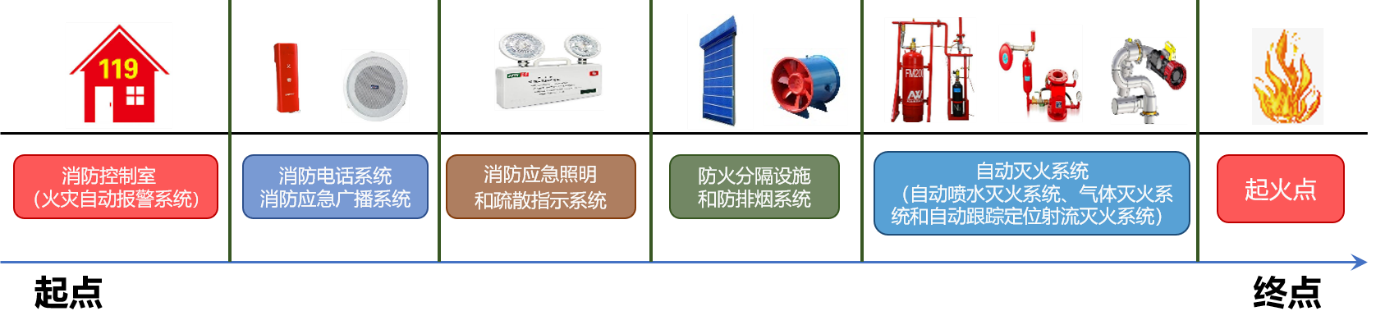 119
FM200
消防控制室
（火灾自动报警系统）
消防电话系统
消防应急广播系统
消防应急照明
和疏散指示系统
防火分隔设施
和防排烟系统
自动灭火系统
（自动喷水灭火系统、气体灭火系
统和自动跟踪定位射流灭火系统）
起火点
起点
终点